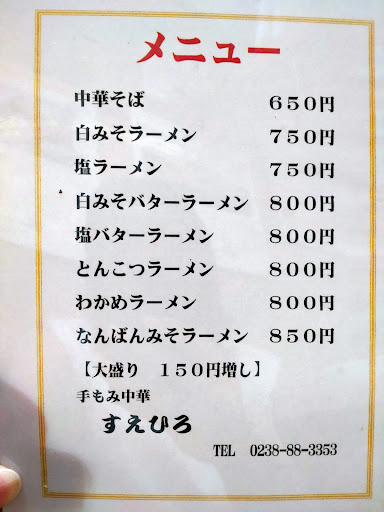 メニュー
中華そば 650円
白みそラーメン 750円
塩ラーメン 750円
白みそバターラーメン 800円
塩バターラーメン 800円
とんこつラーメン 800円
わかめラーメン 800円
なんばんみそラーメン 850円
【大盛り 150円増し】
手もみ中華
すえひろ
TEL 0238-88-3353